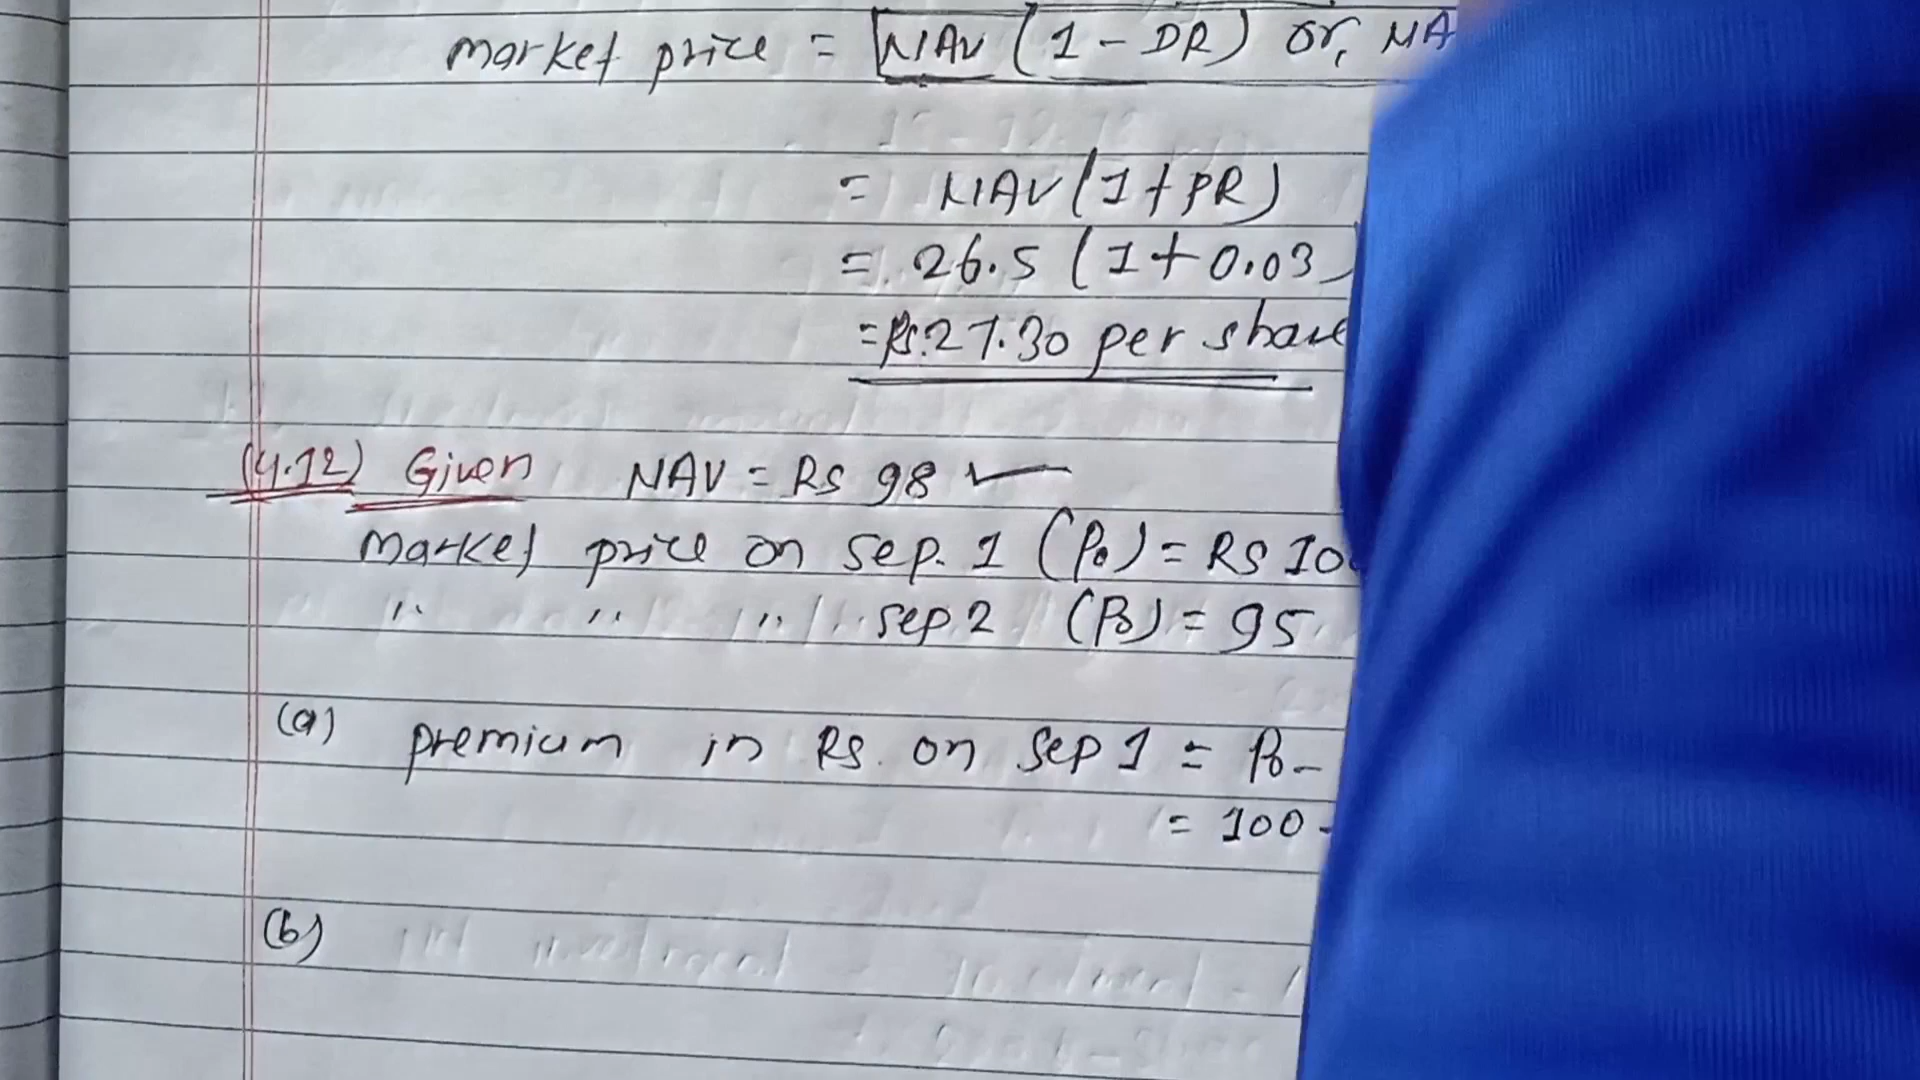 market price = NAV (1 - DR) or, NA
= NAV (1 + PR)
= 26.5 (1 + 0.03
= Rs. 27.30 per share
(4.12) Given NAV = Rs 98 ✓
Market price on Sep. 1 (P₀) = RS 10
" " " Sep 2 (P₀) = 95
(a) premium in Rs. on Sep 1 = P₀ -
= 100 -
(b)